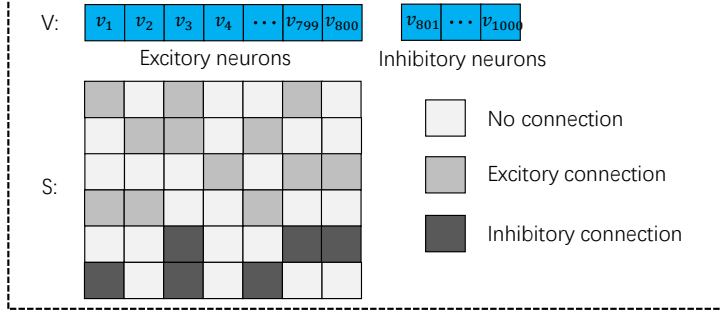 V: v₁ v₂ v₃ v₄ ⋯ v₇₉₉ v₈₀₀ v₈₀₁ ⋯ v₁₀₀₀
Excitory neurons Inhibitory neurons
No connection
Excitory connection
S:
Inhibitory connection